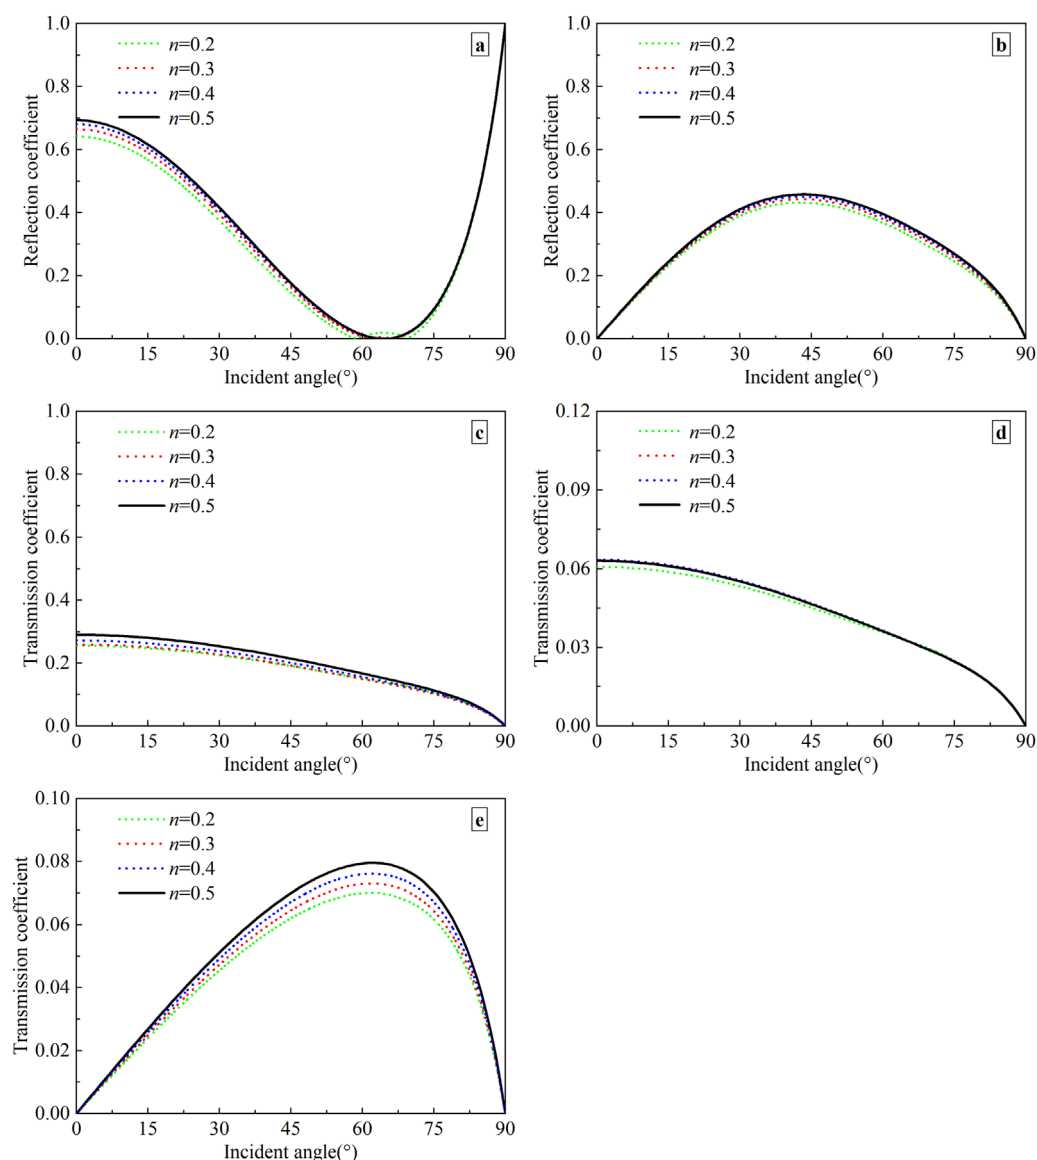 a
n=0.2
n=0.3
n=0.4
n=0.5
Reflection coefficient
1.0
0.8
0.6
0.4
0.2
0.0
0 15 30 45 60 75 90
Incident angle(°)
b
n=0.2
n=0.3
n=0.4
n=0.5
Reflection coefficient
1.0
0.8
0.6
0.4
0.2
0.0
0 15 30 45 60 75 90
Incident angle(°)
c
n=0.2
n=0.3
n=0.4
n=0.5
Transmission coefficient
1.0
0.8
0.6
0.4
0.2
0.0
0 15 30 45 60 75 90
Incident angle(°)
d
n=0.2
n=0.3
n=0.4
n=0.5
Transmission coefficient
0.12
0.09
0.06
0.03
0.00
0 15 30 45 60 75 90
Incident angle(°)
e
n=0.2
n=0.3
n=0.4
n=0.5
Transmission coefficient
0.10
0.08
0.06
0.04
0.02
0.00
0 15 30 45 60 75 90
Incident angle(°)